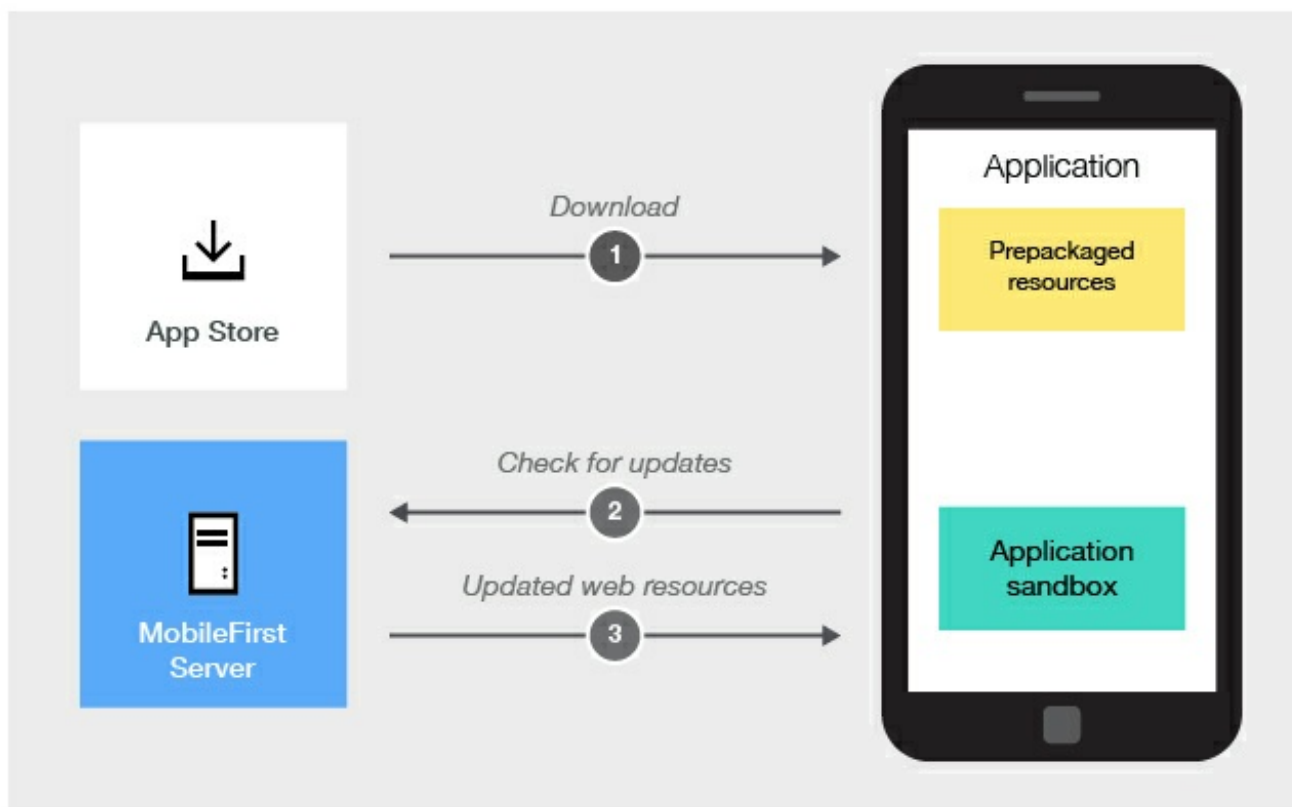 App Store
Download
1
Application
Prepackaged
resources
MobileFirst
Server
Check for updates
2
Updated web resources
3
Application
sandbox